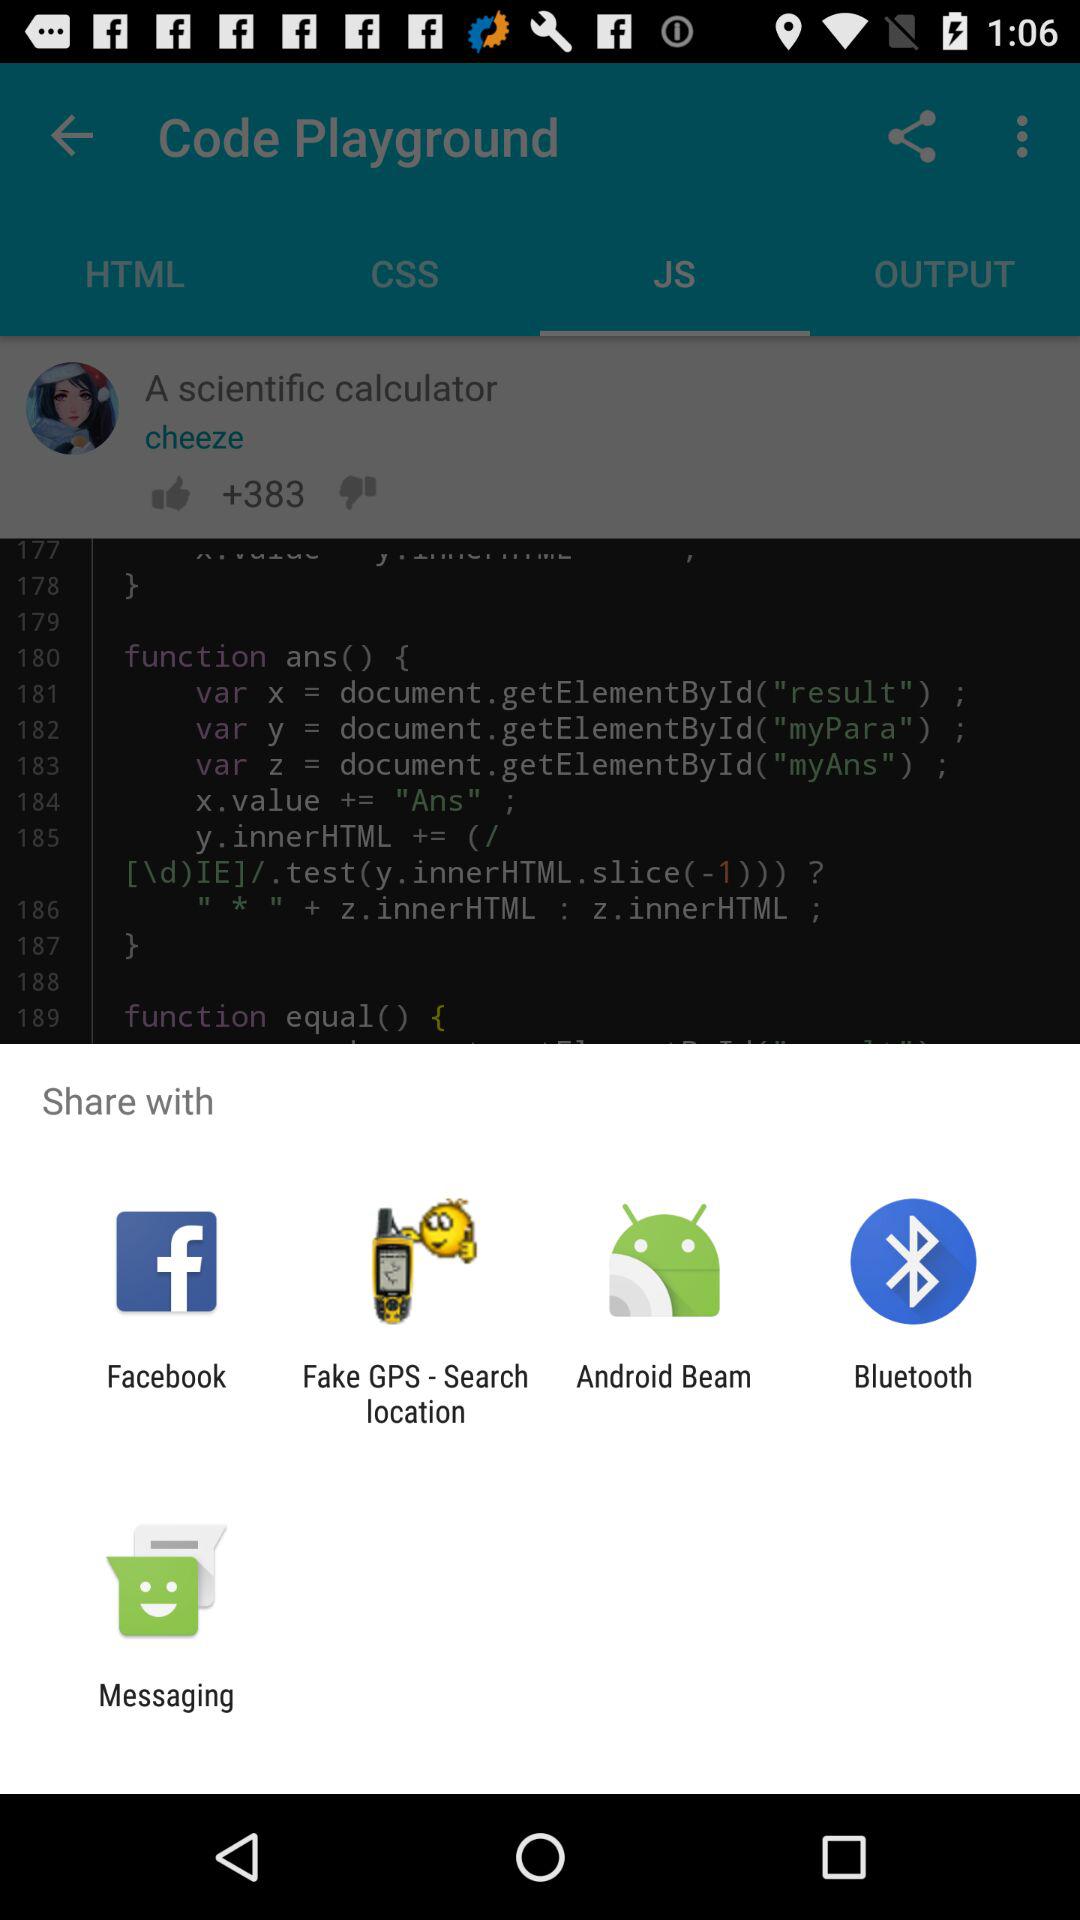 1:06
Code Playground
HTML CSS JS OUTPUT
A scientific calculator
cheeze
+383
177 x.value y.innerHTML ;
178 }
179
180 function ans() {
181 var x = document.getElementById("result") ;
182 var y = document.getElementById("myPara") ;
183 var z = document.getElementById("myAns") ;
184 x.value += "Ans" ;
185 y.innerHTML += (/
[\d)IE]/.test(y.innerHTML.slice(-1))) ?
186 " * " + z.innerHTML : z.innerHTML ;
187 }
188
189 function equal() {
Share with
Facebook
Fake GPS - Search
location
Android Beam
Bluetooth
Messaging